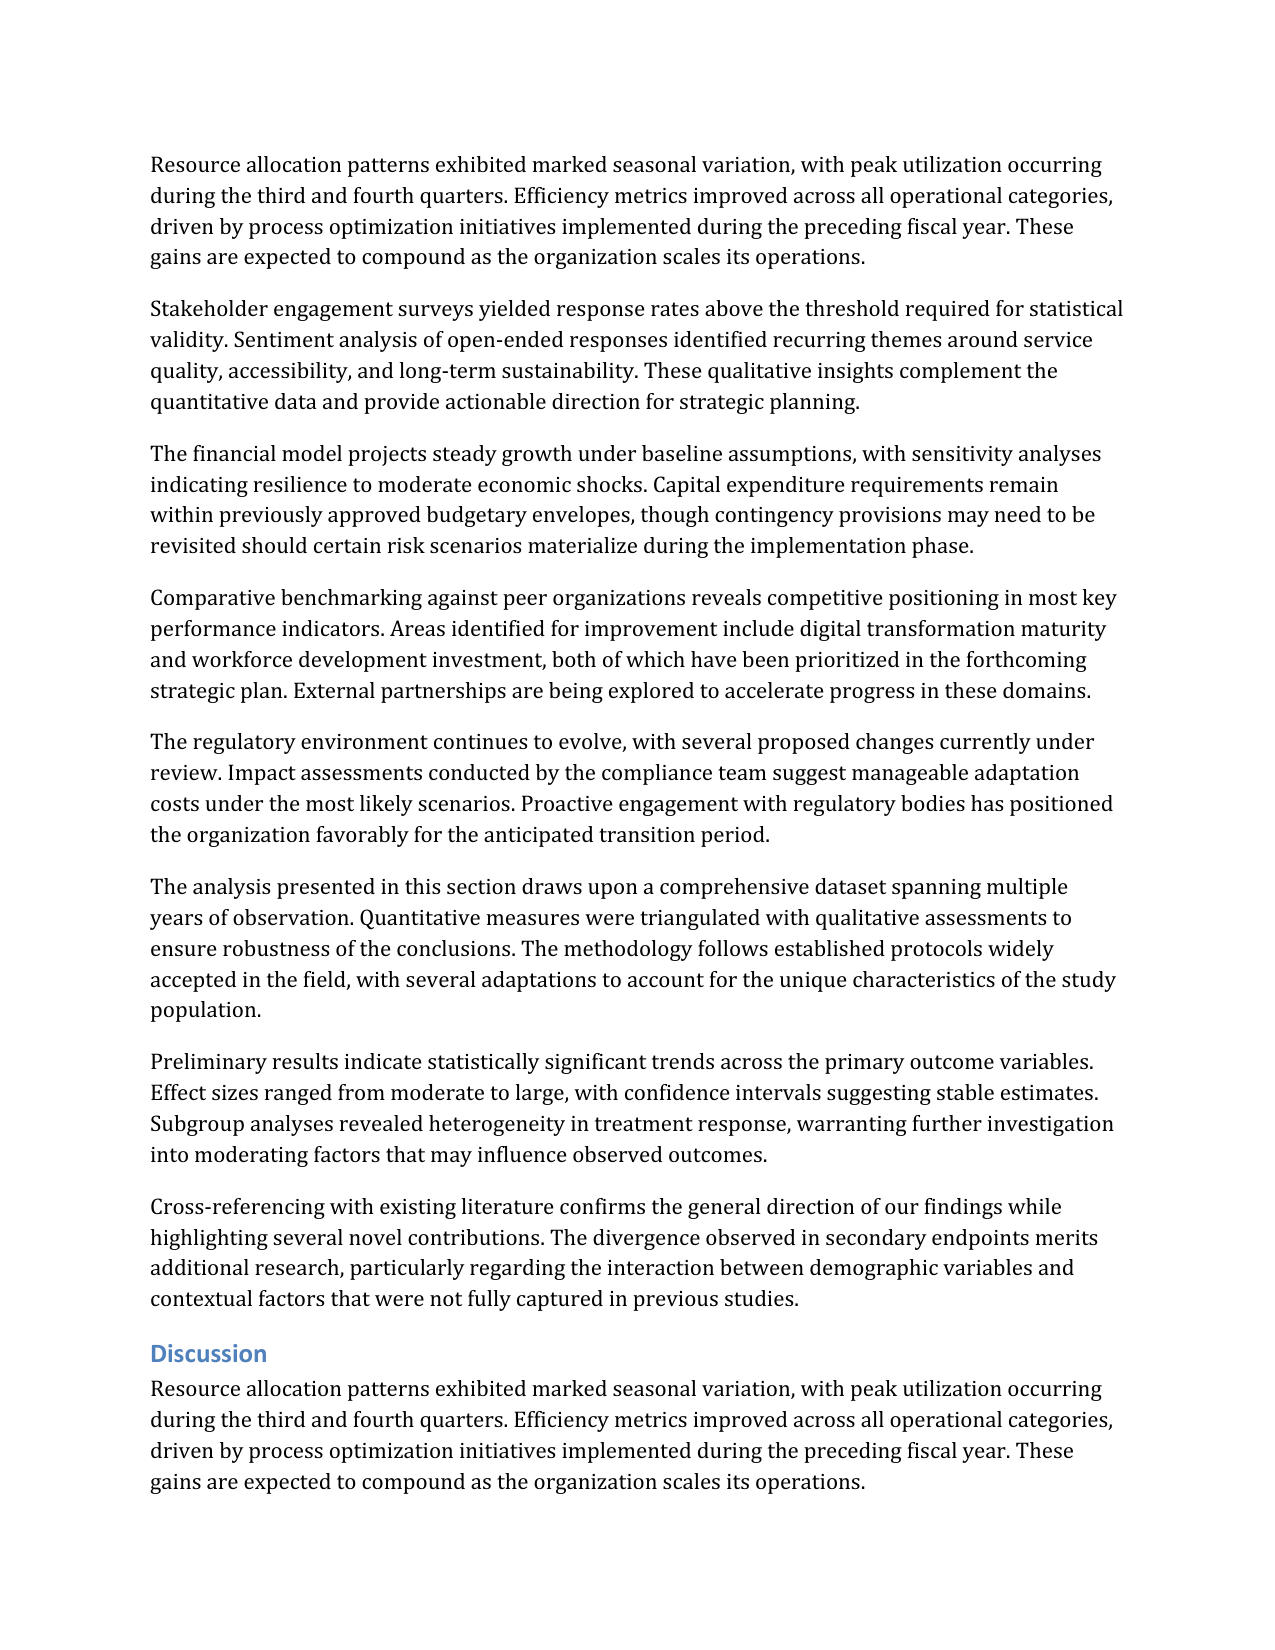 Resource allocation patterns exhibited marked seasonal variation, with peak utilization occurring
during the third and fourth quarters. Efficiency metrics improved across all operational categories,
driven by process optimization initiatives implemented during the preceding fiscal year. These
gains are expected to compound as the organization scales its operations.
Stakeholder engagement surveys yielded response rates above the threshold required for statistical
validity. Sentiment analysis of open-ended responses identified recurring themes around service
quality, accessibility, and long-term sustainability. These qualitative insights complement the
quantitative data and provide actionable direction for strategic planning.
The financial model projects steady growth under baseline assumptions, with sensitivity analyses
indicating resilience to moderate economic shocks. Capital expenditure requirements remain
within previously approved budgetary envelopes, though contingency provisions may need to be
revisited should certain risk scenarios materialize during the implementation phase.
Comparative benchmarking against peer organizations reveals competitive positioning in most key
performance indicators. Areas identified for improvement include digital transformation maturity
and workforce development investment, both of which have been prioritized in the forthcoming
strategic plan. External partnerships are being explored to accelerate progress in these domains.
The regulatory environment continues to evolve, with several proposed changes currently under
review. Impact assessments conducted by the compliance team suggest manageable adaptation
costs under the most likely scenarios. Proactive engagement with regulatory bodies has positioned
the organization favorably for the anticipated transition period.
The analysis presented in this section draws upon a comprehensive dataset spanning multiple
years of observation. Quantitative measures were triangulated with qualitative assessments to
ensure robustness of the conclusions. The methodology follows established protocols widely
accepted in the field, with several adaptations to account for the unique characteristics of the study
population.
Preliminary results indicate statistically significant trends across the primary outcome variables.
Effect sizes ranged from moderate to large, with confidence intervals suggesting stable estimates.
Subgroup analyses revealed heterogeneity in treatment response, warranting further investigation
into moderating factors that may influence observed outcomes.
Cross-referencing with existing literature confirms the general direction of our findings while
highlighting several novel contributions. The divergence observed in secondary endpoints merits
additional research, particularly regarding the interaction between demographic variables and
contextual factors that were not fully captured in previous studies.
Discussion
Resource allocation patterns exhibited marked seasonal variation, with peak utilization occurring
during the third and fourth quarters. Efficiency metrics improved across all operational categories,
driven by process optimization initiatives implemented during the preceding fiscal year. These
gains are expected to compound as the organization scales its operations.